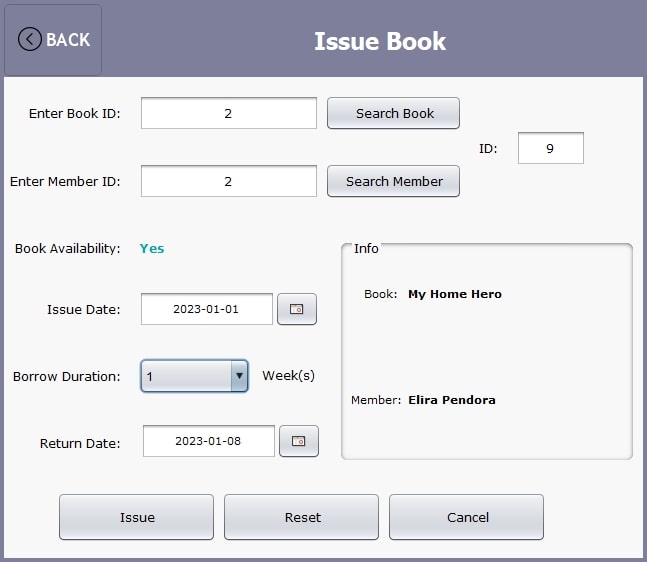 BACK
Issue Book
Enter Book ID: 2 Search Book
ID: 9
Enter Member ID: 2 Search Member
Book Availability: Yes
Info
Issue Date: 2023-01-01
Book: My Home Hero
Borrow Duration: 1 Week(s)
Member: Elira Pendora
Return Date: 2023-01-08
Issue Reset Cancel